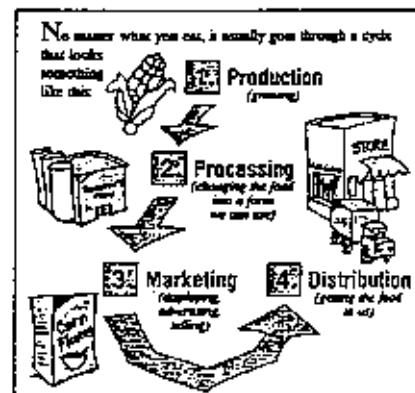 No matter what you eat, it usually goes through a cycle
that looks
something
like this:
1 Production
(growing)
2 Processing
(changing the food
into a form
we can use)
STORE
3 Marketing
(displaying,
advertising,
selling)
4 Distribution
(getting the food
to us)
Corn